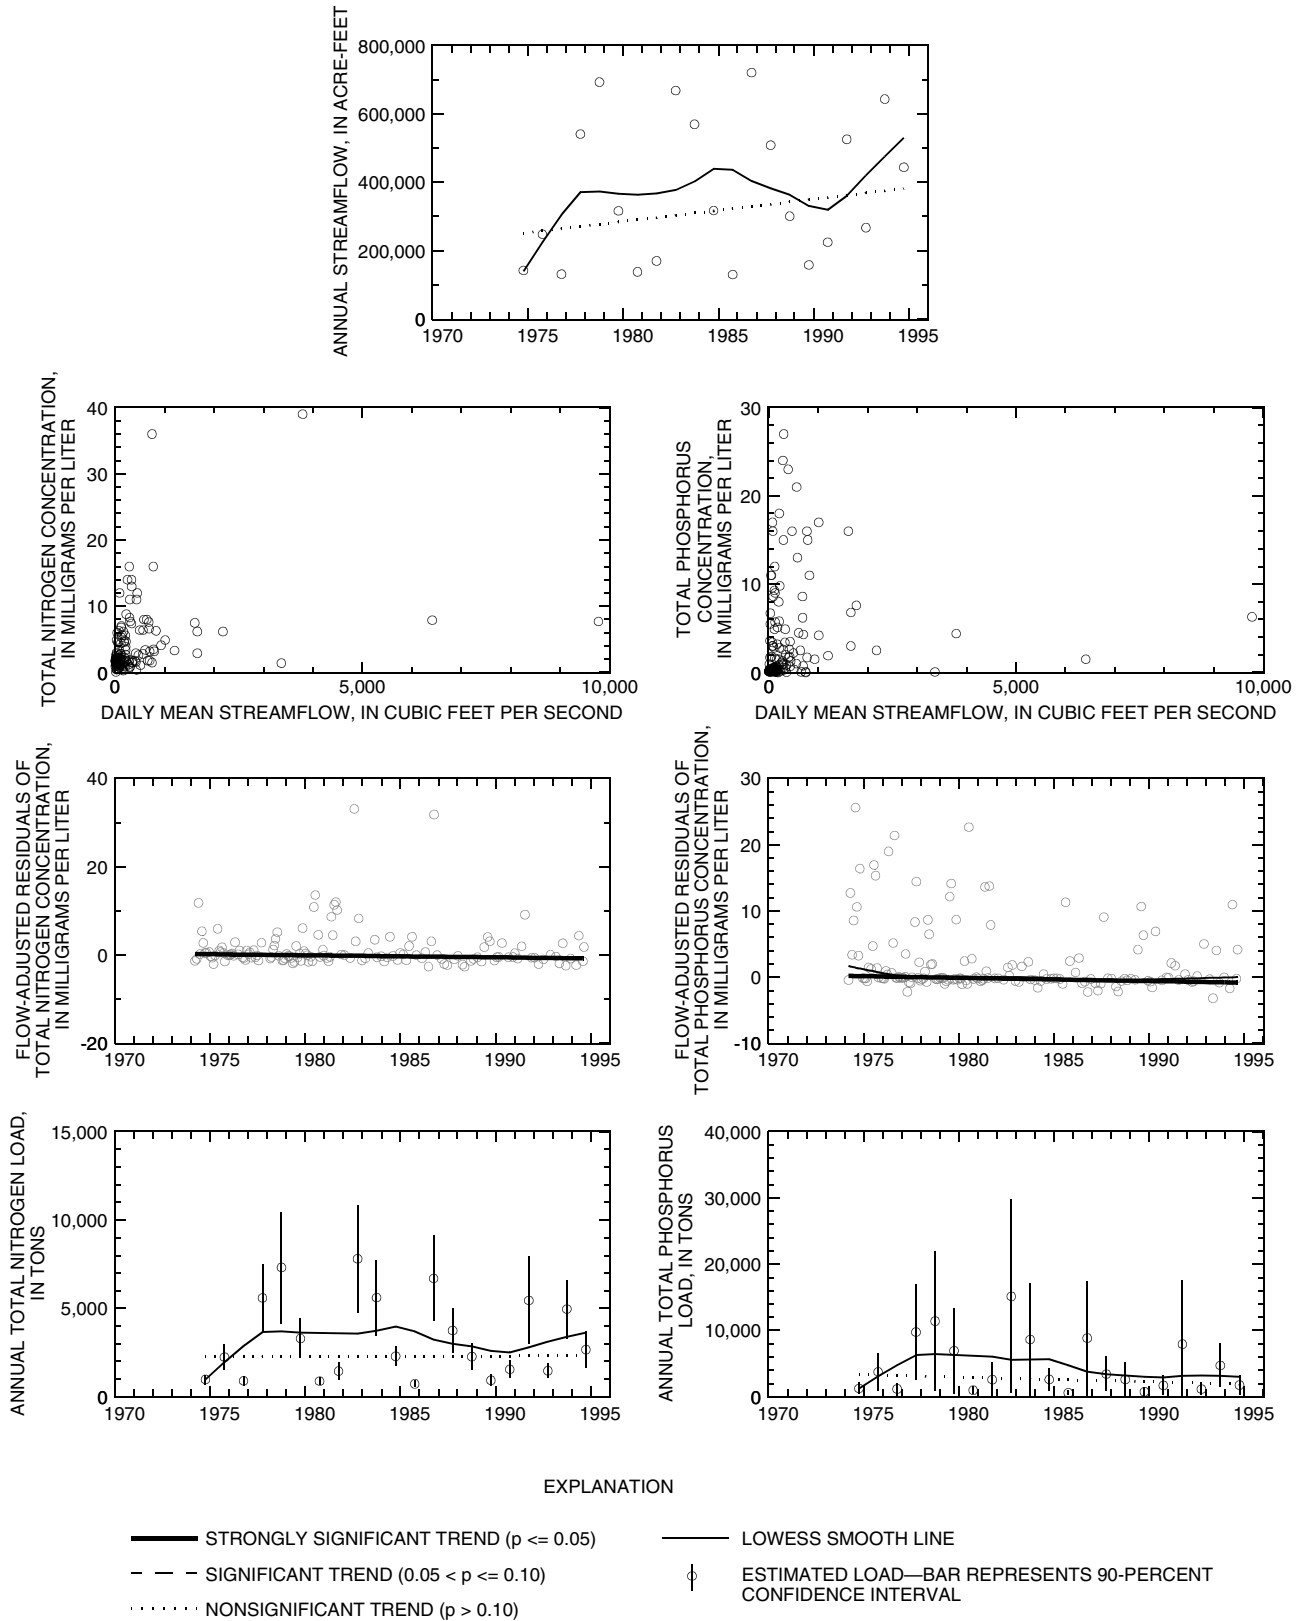 ANNUAL STREAMFLOW, IN ACRE-FEET
800,000
600,000
400,000
200,000
0
1970 1975 1980 1985 1990 1995
TOTAL NITROGEN CONCENTRATION,
IN MILLIGRAMS PER LITER
40
30
20
10
0
0 5,000 10,000
DAILY MEAN STREAMFLOW, IN CUBIC FEET PER SECOND
TOTAL PHOSPHORUS
CONCENTRATION,
IN MILLIGRAMS PER LITER
30
20
10
0
0 5,000 10,000
DAILY MEAN STREAMFLOW, IN CUBIC FEET PER SECOND
FLOW-ADJUSTED RESIDUALS OF
TOTAL NITROGEN CONCENTRATION,
IN MILLIGRAMS PER LITER
40
20
0
-20
1970 1975 1980 1985 1990 1995
FLOW-ADJUSTED RESIDUALS OF
TOTAL PHOSPHORUS CONCENTRATION,
IN MILLIGRAMS PER LITER
30
20
10
0
-10
1970 1975 1980 1985 1990 1995
ANNUAL TOTAL NITROGEN LOAD,
IN TONS
15,000
10,000
5,000
0
1970 1975 1980 1985 1990 1995
ANNUAL TOTAL PHOSPHORUS
LOAD, IN TONS
40,000
30,000
20,000
10,000
0
1970 1975 1980 1985 1990 1995
EXPLANATION
STRONGLY SIGNIFICANT TREND (p <= 0.05)
SIGNIFICANT TREND (0.05 < p <= 0.10)
NONSIGNIFICANT TREND (p > 0.10)
LOWESS SMOOTH LINE
ESTIMATED LOAD—BAR REPRESENTS 90-PERCENT
CONFIDENCE INTERVAL